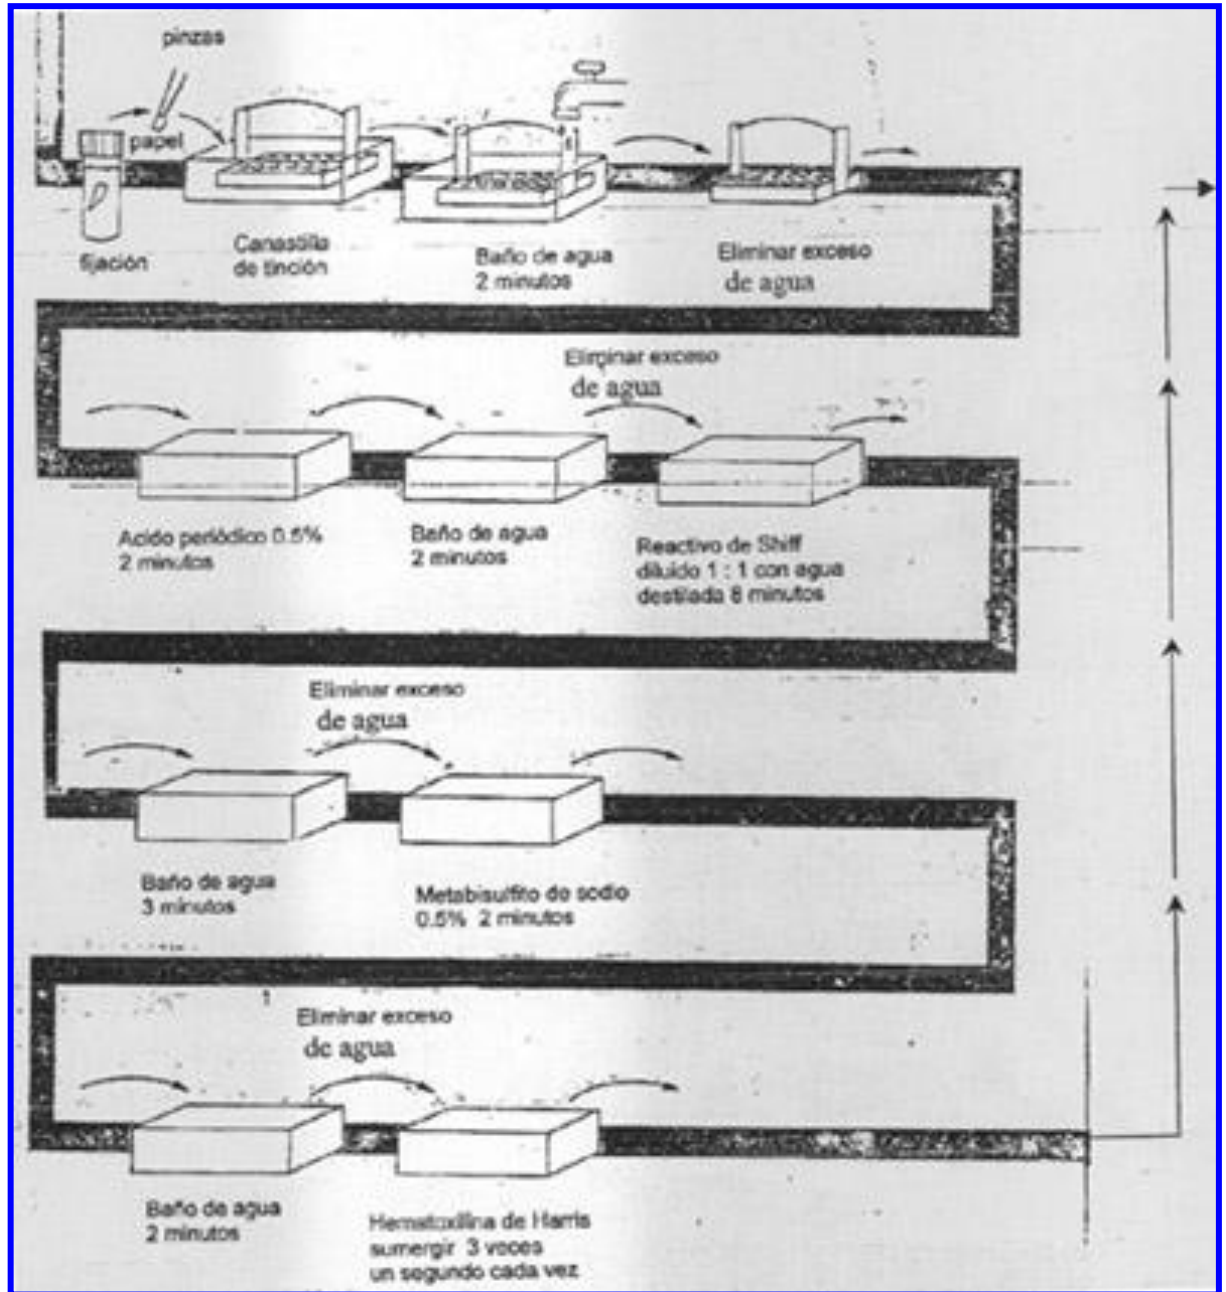 pinzas
papel
fijación
Canastilla
de tinción
Baño de agua
2 minutos
Eliminar exceso
de agua
Eliminar exceso
de agua
Acido periódico 0.5%
2 minutos
Baño de agua
2 minutos
Reactivo de Shiff
diluido 1 : 1 con agua
destilada 8 minutos
Eliminar exceso
de agua
Baño de agua
3 minutos
Metabisulfito de sodio
0.5% 2 minutos
Eliminar exceso
de agua
Baño de agua
2 minutos
Hematoxilina de Harris
sumergir 3 veces
un segundo cada vez